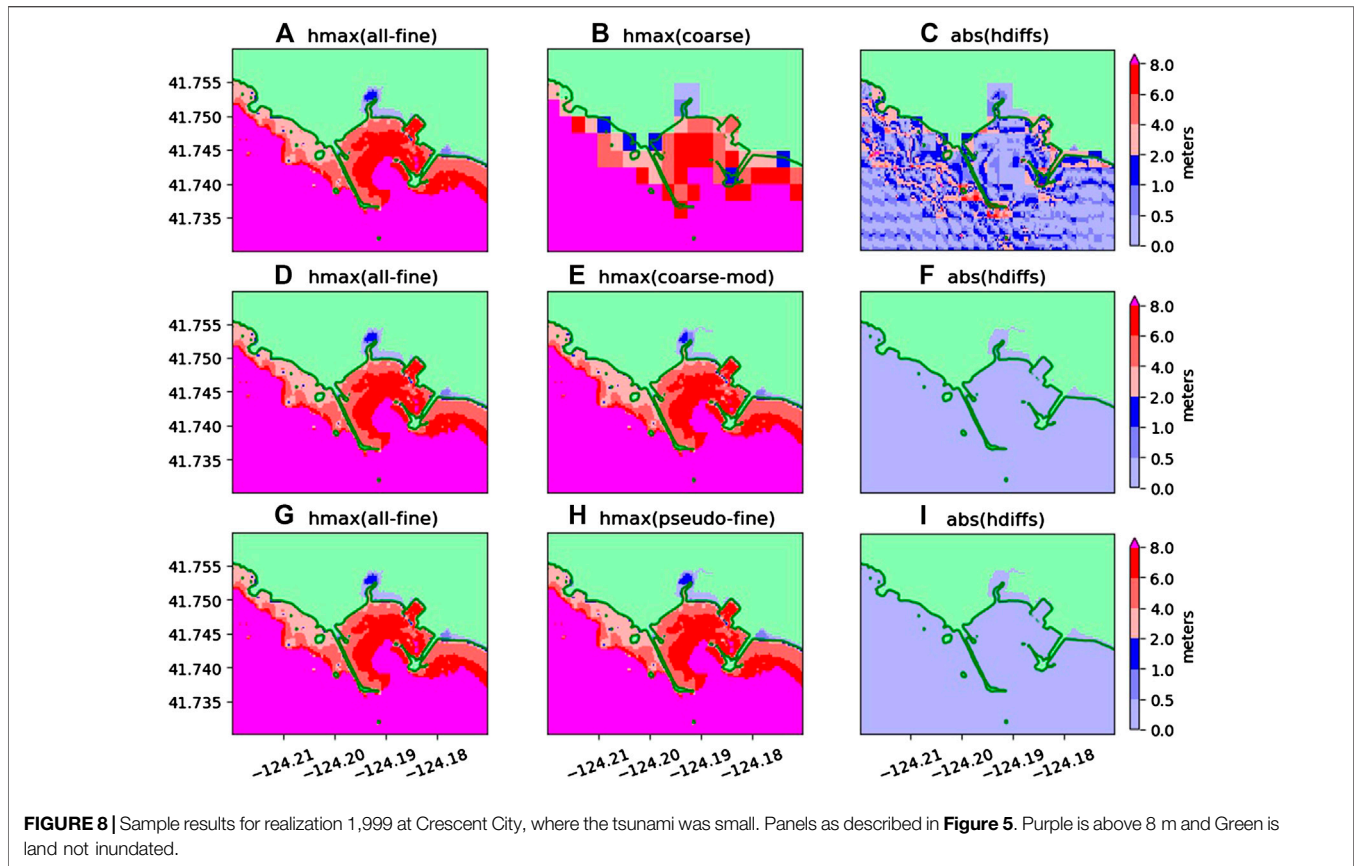 A hmax(all-fine)
B hmax(coarse)
C abs(hdiffs)
41.755
41.750
41.745
41.740
41.735
8.0
6.0
4.0
2.0
1.0
0.5
0.0
meters
D hmax(all-fine)
E hmax(coarse-mod)
F abs(hdiffs)
41.755
41.750
41.745
41.740
41.735
8.0
6.0
4.0
2.0
1.0
0.5
0.0
meters
G hmax(all-fine)
H hmax(pseudo-fine)
I abs(hdiffs)
41.755
41.750
41.745
41.740
41.735
8.0
6.0
4.0
2.0
1.0
0.5
0.0
meters
−124.21 −124.20 −124.19 −124.18
−124.21 −124.20 −124.19 −124.18
−124.21 −124.20 −124.19 −124.18
FIGURE 8 | Sample results for realization 1,999 at Crescent City, where the tsunami was small. Panels as described in Figure 5. Purple is above 8 m and Green is
land not inundated.